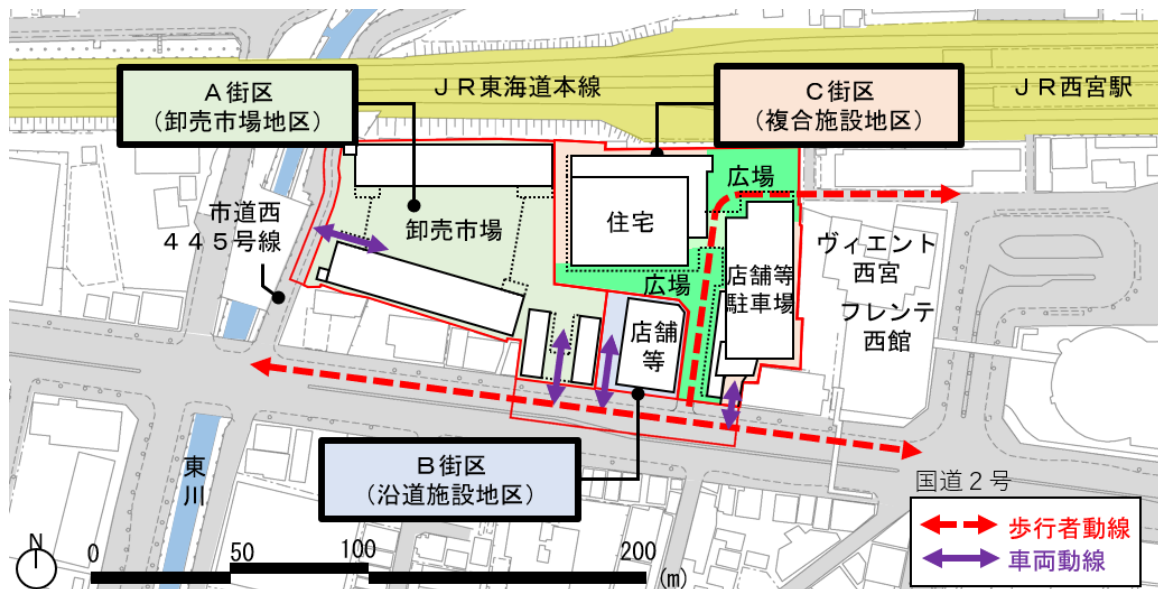 ＪＲ東海道本線
ＪＲ西宮駅
Ａ街区
（卸売市場地区）
Ｃ街区
（複合施設地区）
市道西
４４５号線
卸売市場
住宅
広場
広場
店舗等
駐車場
店舗
等
ヴィエント
西宮
フレンテ
西館
Ｂ街区
（沿道施設地区）
東
川
国道２号
歩行者動線
車両動線
N
0
50
100
200
(m)